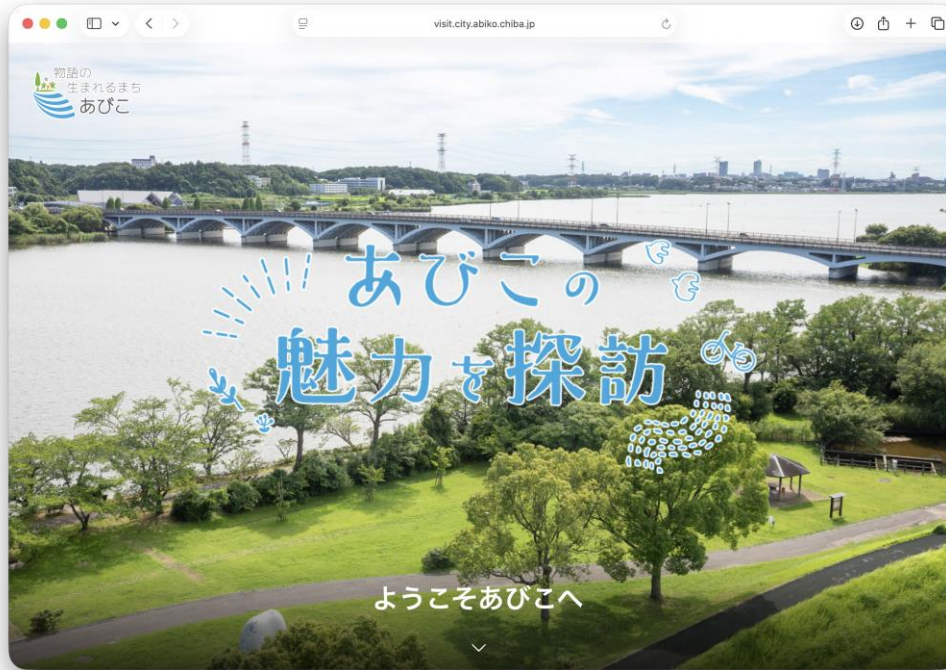 visit.city.abiko.chiba.jp
物語の
生まれるまち
あびこ
あびこの
魅力を探訪
ようこそあびこへ